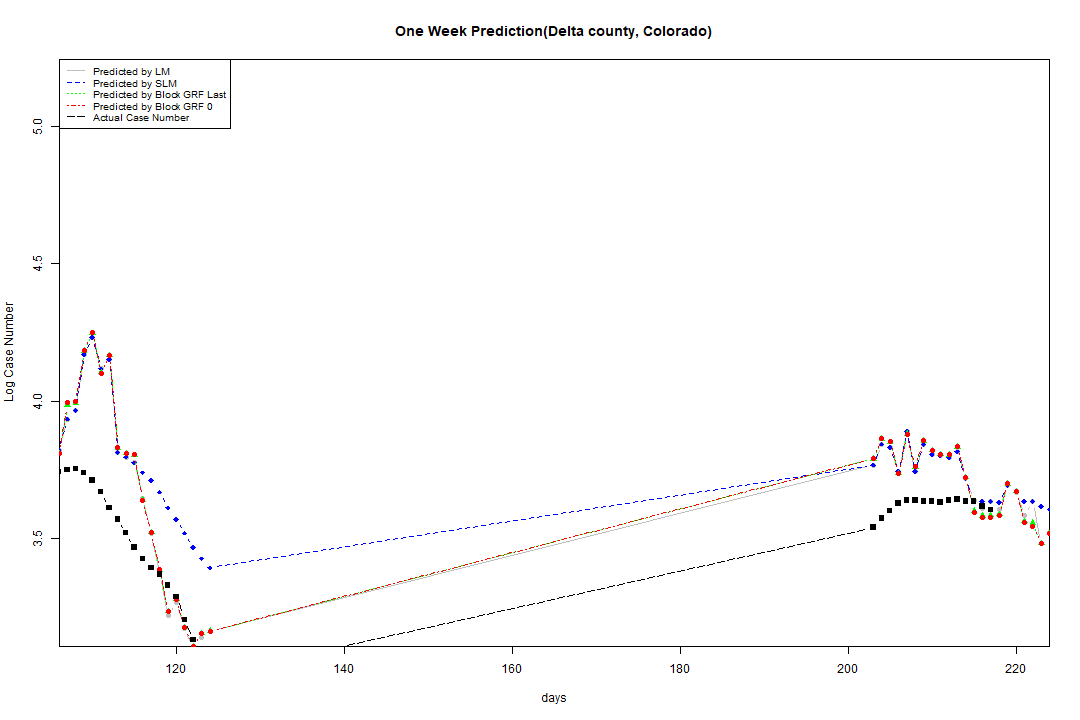 One Week Prediction(Delta county, Colorado)
Predicted by LM
Predicted by SLM
Predicted by Block GRF Last
Predicted by Block GRF 0
Actual Case Number
5.0
4.5
4.0
3.5
Log Case Number
120 140 160 180 200 220
days